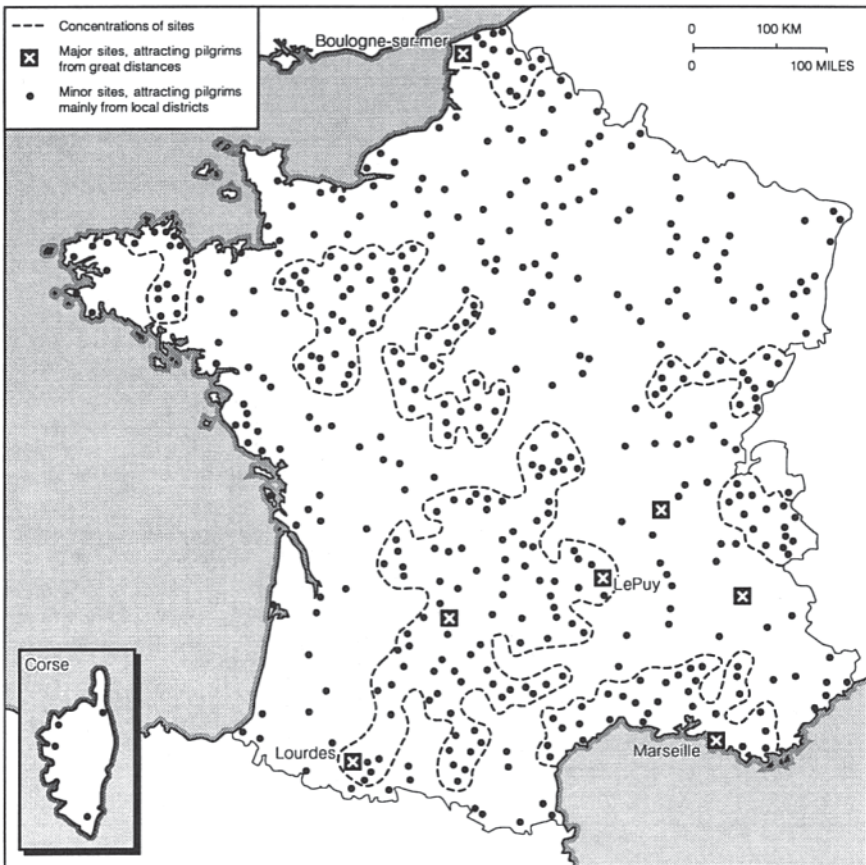 Concentrations of sites
Major sites, attracting pilgrims
from great distances
Minor sites, attracting pilgrims
mainly from local districts
Boulogne-sur-mer
0 100 KM
0 100 MILES
LePuy
Corse
Lourdes
Marseille